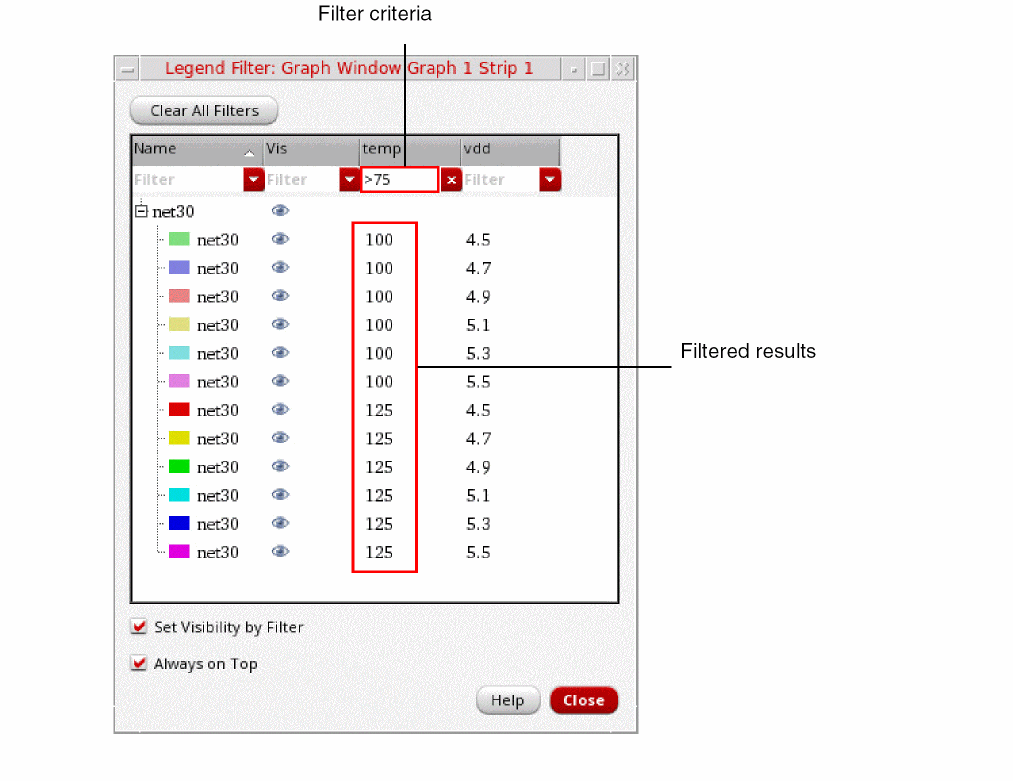 Filter criteria
Legend Filter: Graph Window Graph 1 Strip 1
Clear All Filters
Name Vis temp vdd
Filter Filter >75 Filter
net30
net30 100 4.5
net30 100 4.7
net30 100 4.9
net30 100 5.1
net30 100 5.3
net30 100 5.5
net30 125 4.5
net30 125 4.7
net30 125 4.9
net30 125 5.1
net30 125 5.3
net30 125 5.5
Filtered results
Set Visibility by Filter
Always on Top
Help Close